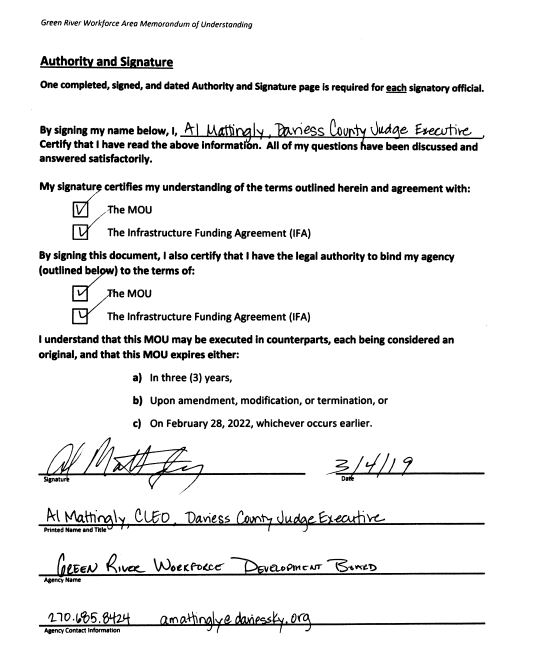 Green River Workforce Area Memorandum of Understanding
Authority and Signature
One completed, signed, and dated Authority and Signature page is required for each signatory official.
By signing my name below, I, Al Mattingly, Daviess County Judge Executive,
Certify that I have read the above information. All of my questions have been discussed and
answered satisfactorily.
My signature certifies my understanding of the terms outlined herein and agreement with:
The MOU
The Infrastructure Funding Agreement (IFA)
By signing this document, I also certify that I have the legal authority to bind my agency
(outlined below) to the terms of:
The MOU
The Infrastructure Funding Agreement (IFA)
I understand that this MOU may be executed in counterparts, each being considered an
original, and that this MOU expires either:
a) In three (3) years,
b) Upon amendment, modification, or termination, or
c) On February 28, 2022, whichever occurs earlier.
Al Mattingly 3/4/19
Signature Date
Al Mattingly, CLEO, Daviess County Judge Executive
Printed Name and Title
Green River Workforce Development Board
Agency Name
270.685.8424 amattingly@daviessky.org
Agency Contact Information